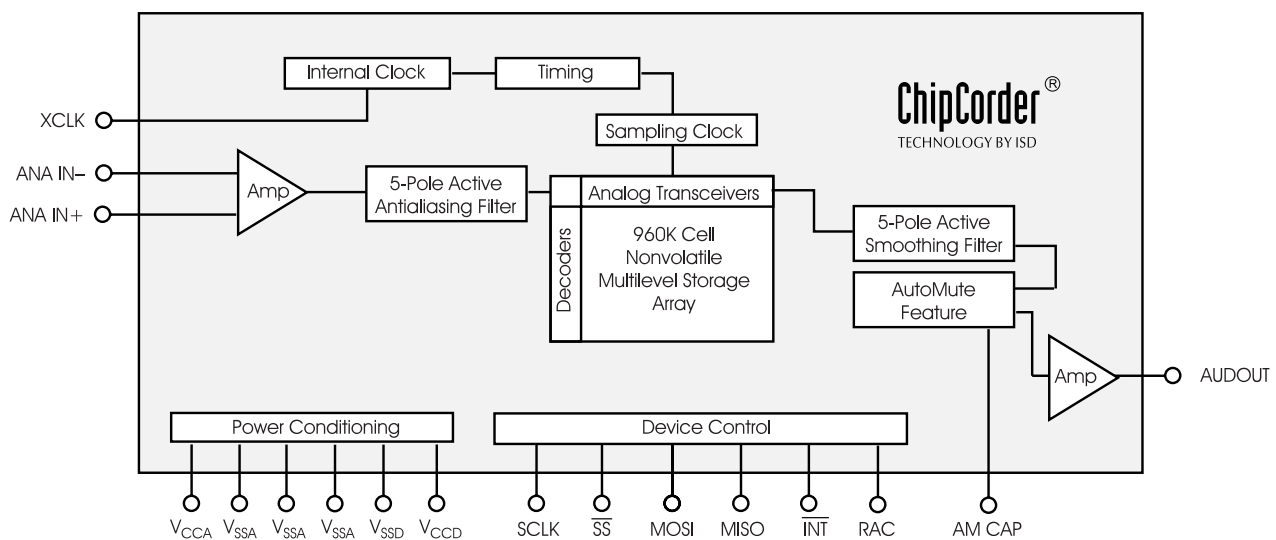 Internal Clock
Timing
ChipCorder®
TECHNOLOGY BY ISD
XCLK
Sampling Clock
ANA IN–
ANA IN+
Amp
5-Pole Active
Antialiasing Filter
Decoders
Analog Transceivers
960K Cell
Nonvolatile
Multilevel Storage
Array
5-Pole Active
Smoothing Filter
AutoMute
Feature
Amp
AUDOUT
Power Conditioning
Device Control
VCCA
VSSA
VSSA
VSSA
VSSD
VCCD
SCLK
S̅S̅
MOSI
MISO
I̅N̅T̅
RAC
AM CAP